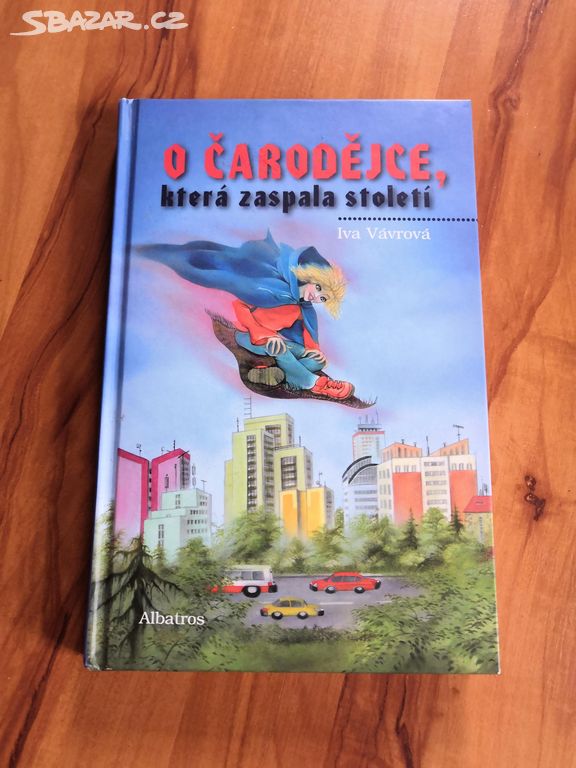 SBAZAR.CZ
O ČARODĚJCE,
která zaspala století
Iva Vávrová
Albatros